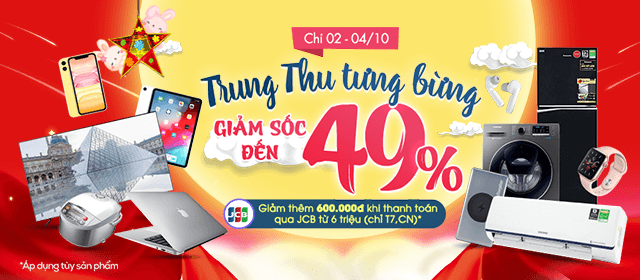 Chỉ 02 - 04/10
Trung Thu tưng bừng
GIẢM SỐC
ĐẾN
49%
JCB
Giảm thêm 600.000đ khi thanh toán
qua JCB từ 6 triệu (chỉ T7,CN)*
*Áp dụng tùy sản phẩm